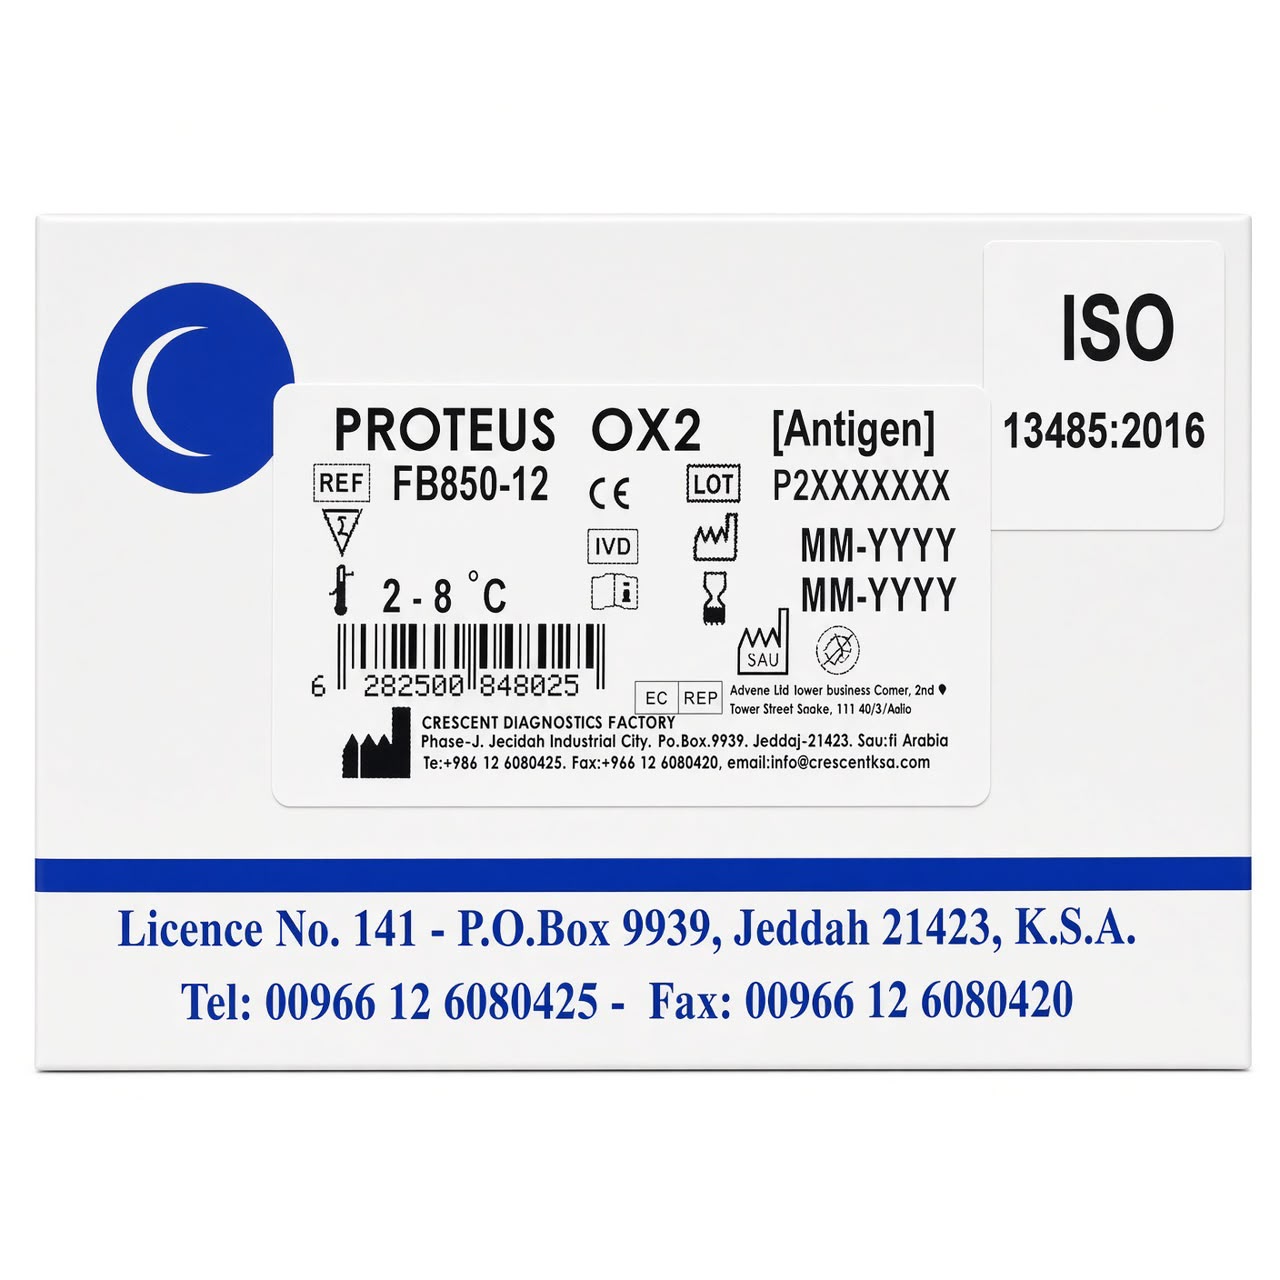 ISO
13485:2016
PROTEUS OX2 [Antigen]
REF FB850-12 CE LOT P2XXXXXXX
Σ IVD MM-YYYY
2 - 8 °C i MM-YYYY
SAU
6 282500 848025
EC REP Advene Ltd lower business Comer, 2nd
Tower Street Saake, 111 40/3/Aalio
CRESCENT DIAGNOSTICS FACTORY
Phase-J. Jecidah Industrial City. Po.Box.9939. Jeddaj-21423. Sau:fi Arabia
Te:+986 12 6080425. Fax:+966 12 6080420, email:info@crescentksa.com
Licence No. 141 - P.O.Box 9939, Jeddah 21423, K.S.A.
Tel: 00966 12 6080425 - Fax: 00966 12 6080420